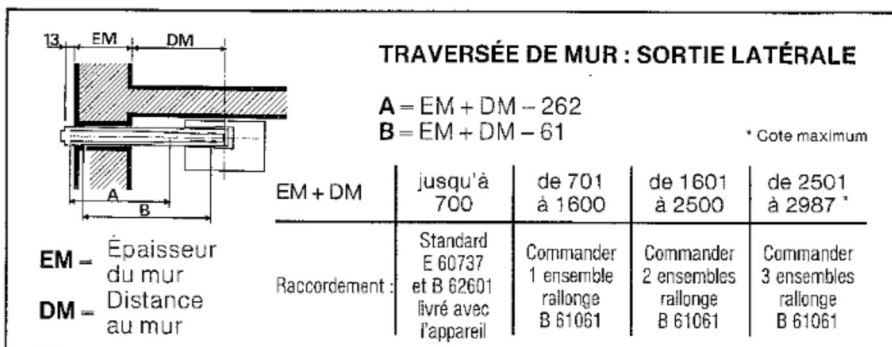 13 EM DM
TRAVERSÉE DE MUR : SORTIE LATÉRALE
A = EM + DM – 262
B = EM + DM – 61
* Cote maximum
A
B
EM = Épaisseur
du mur
DM = Distance
au mur
EM + DM
jusqu'à
700
de 701
à 1600
de 1601
à 2500
de 2501
à 2987 *
Raccordement :
Standard
E 60737
et B 62601
livré avec
l'appareil
Commander
1 ensemble
rallonge
B 61061
Commander
2 ensembles
rallonge
B 61061
Commander
3 ensembles
rallonge
B 61061